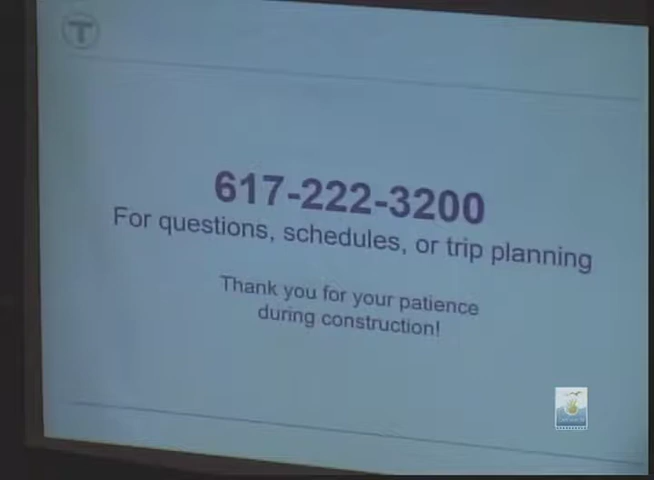 T
617-222-3200
For questions, schedules, or trip planning
Thank you for your patience
during construction!